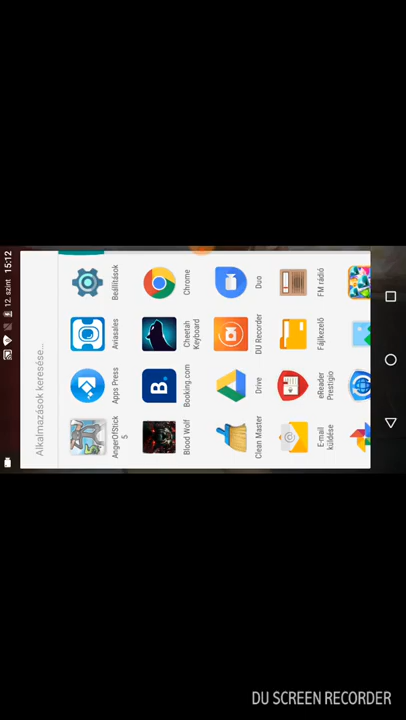 12. szint 15:12
Alkalmazások keresése...
AngerOfStick
5
Apps Press
Aviasales
Beállítások
Blood Wolf
Booking.com
Cheetah
Keyboard
Chrome
Clean Master
Drive
DU Recorder
Duo
E-mail
küldése
eReader
Prestigio
Fájlkezelő
FM rádió
DU SCREEN RECORDER